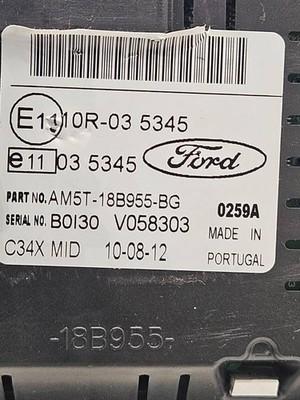 E11 10R-03 5345
e11 03 5345 Ford
PART NO. AM5T-18B955-BG 0259A
SERIAL NO. B0I30 V058303 MADE IN
C34X MID 10-08-12 PORTUGAL
-18B955-